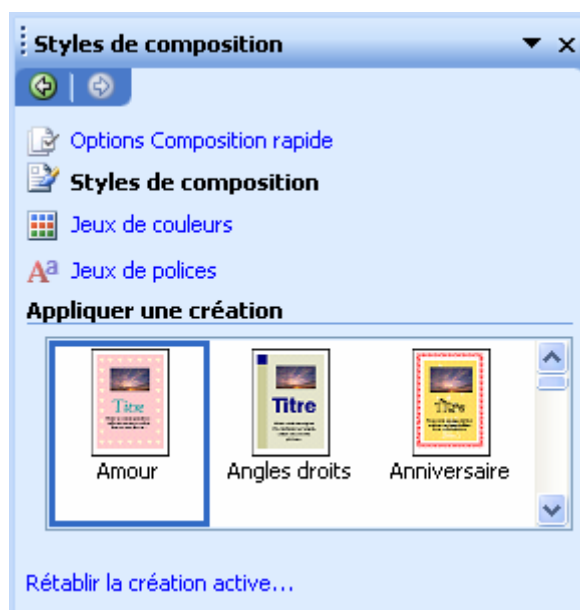 Styles de composition
Options Composition rapide
Styles de composition
Jeux de couleurs
Aa Jeux de polices
Appliquer une création
Titre Titre Titre
Amour Angles droits Anniversaire
Rétablir la création active...